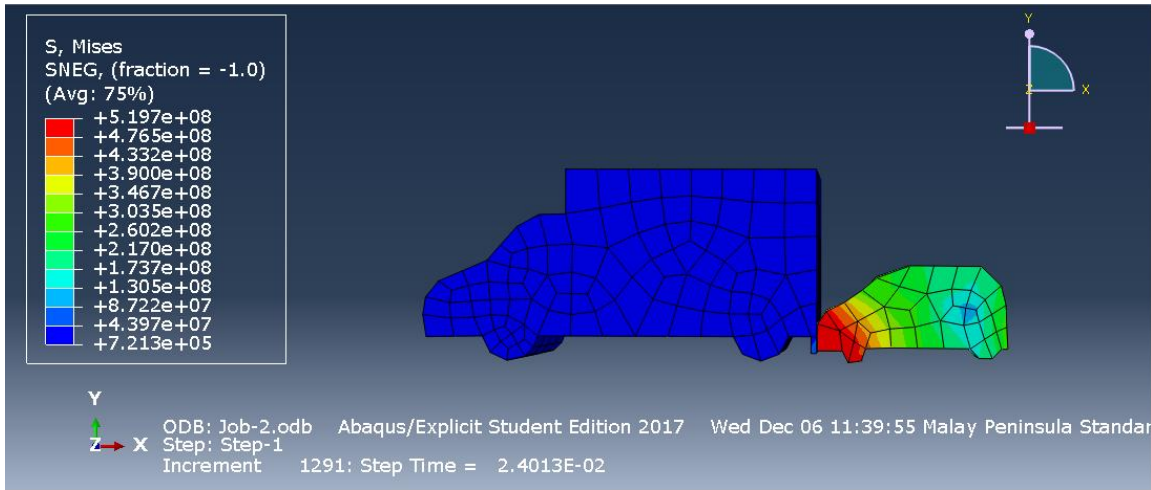 S, Mises
SNEG, (fraction = -1.0)
(Avg: 75%)
+5.197e+08
+4.765e+08
+4.332e+08
+3.900e+08
+3.467e+08
+3.035e+08
+2.602e+08
+2.170e+08
+1.737e+08
+1.305e+08
+8.722e+07
+4.397e+07
+7.213e+05
Y
Z X
Y
Z X
ODB: Job-2.odb Abaqus/Explicit Student Edition 2017 Wed Dec 06 11:39:55 Malay Peninsula Standar
Step: Step-1
Increment 1291: Step Time = 2.4013E-02